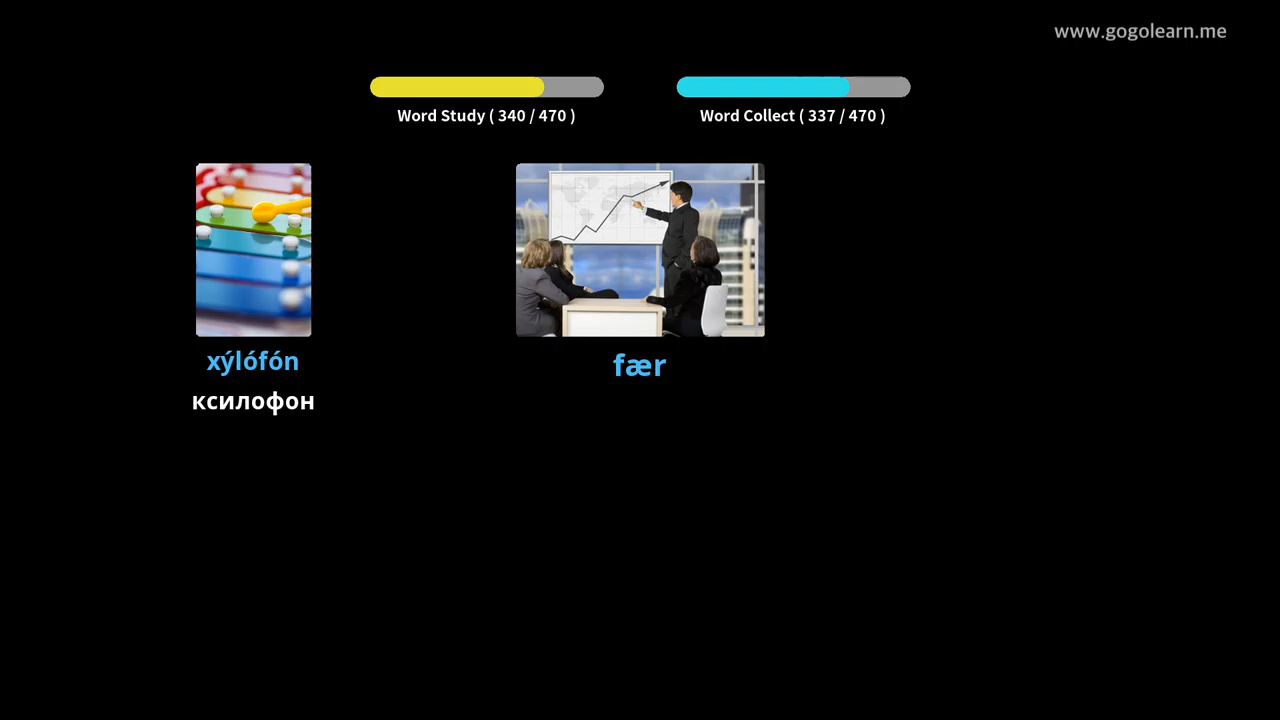 www.gogolearn.me
Word Study ( 340 / 470 )
Word Collect ( 337 / 470 )
xýlófón
ксилофон
fær